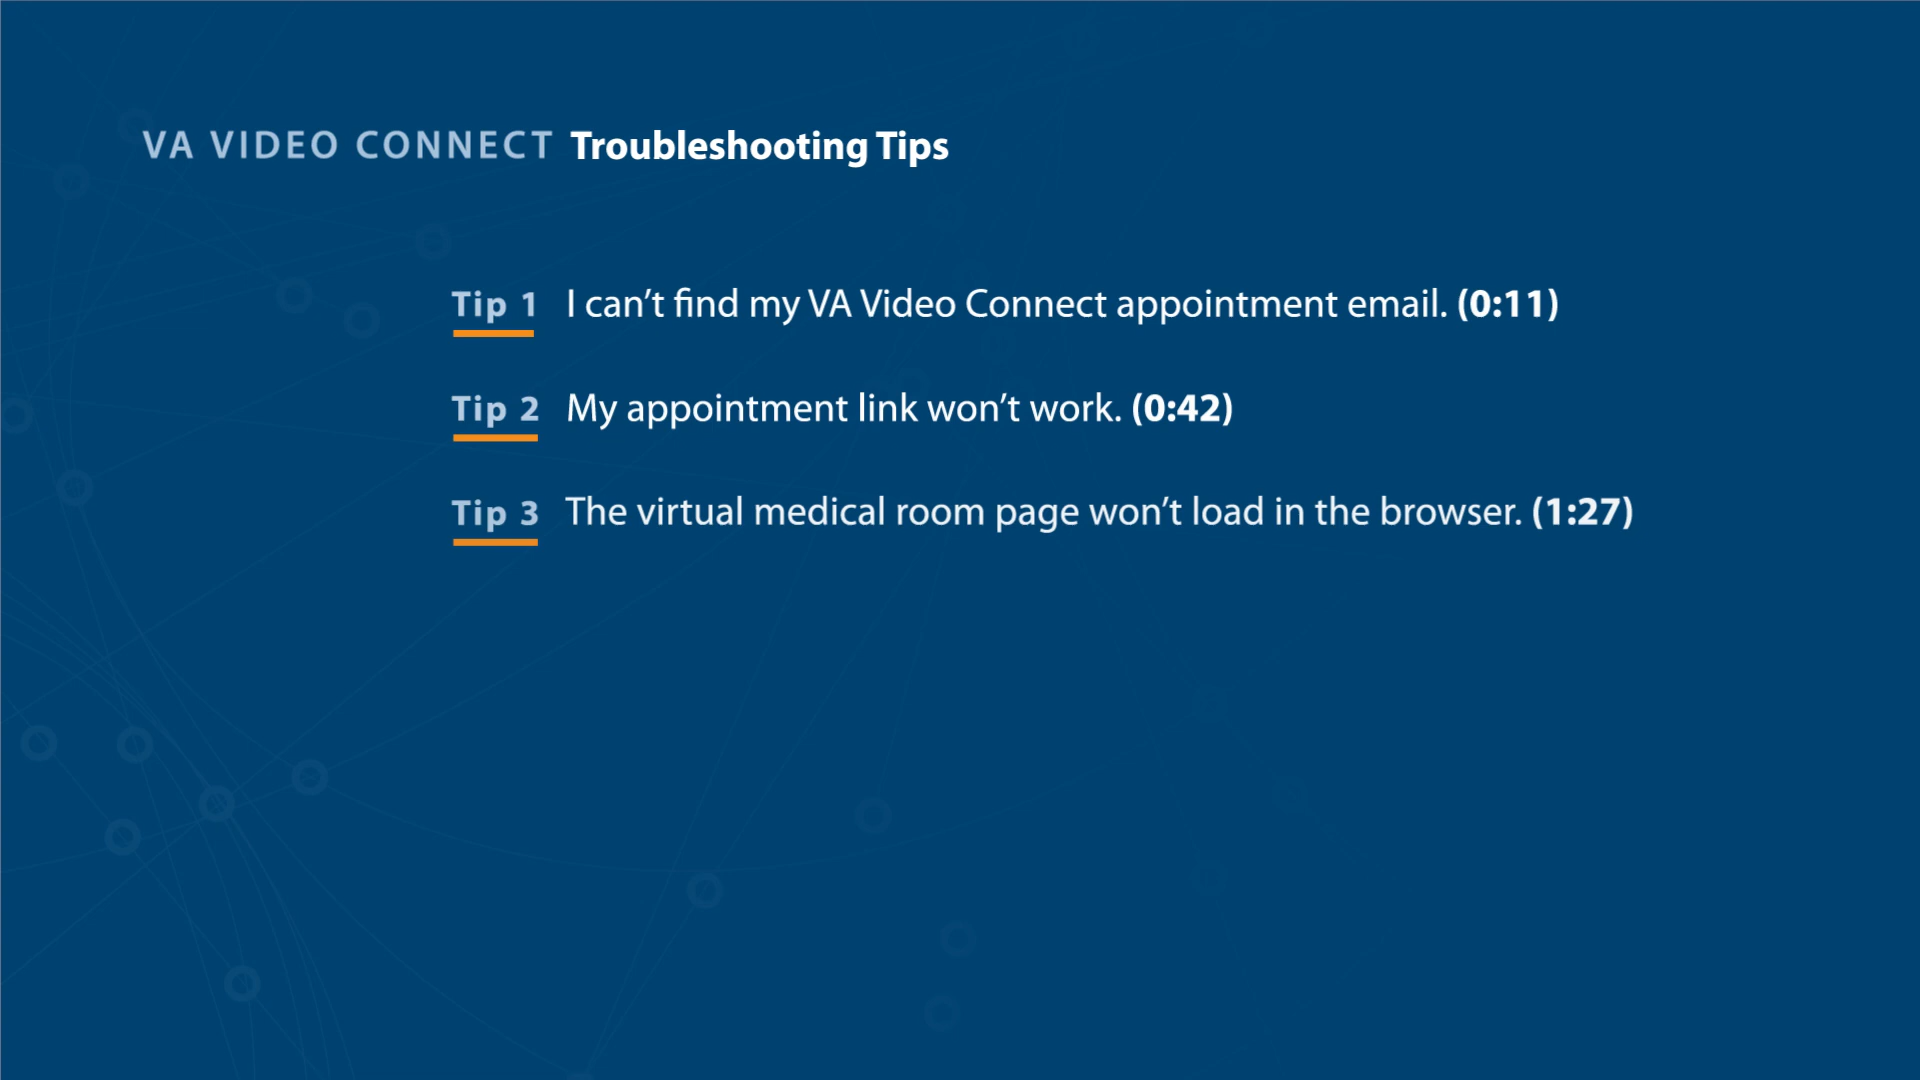 VA VIDEO CONNECT Troubleshooting Tips
Tip 1 I can’t find my VA Video Connect appointment email. (0:11)
Tip 2 My appointment link won’t work. (0:42)
Tip 3 The virtual medical room page won’t load in the browser. (1:27)